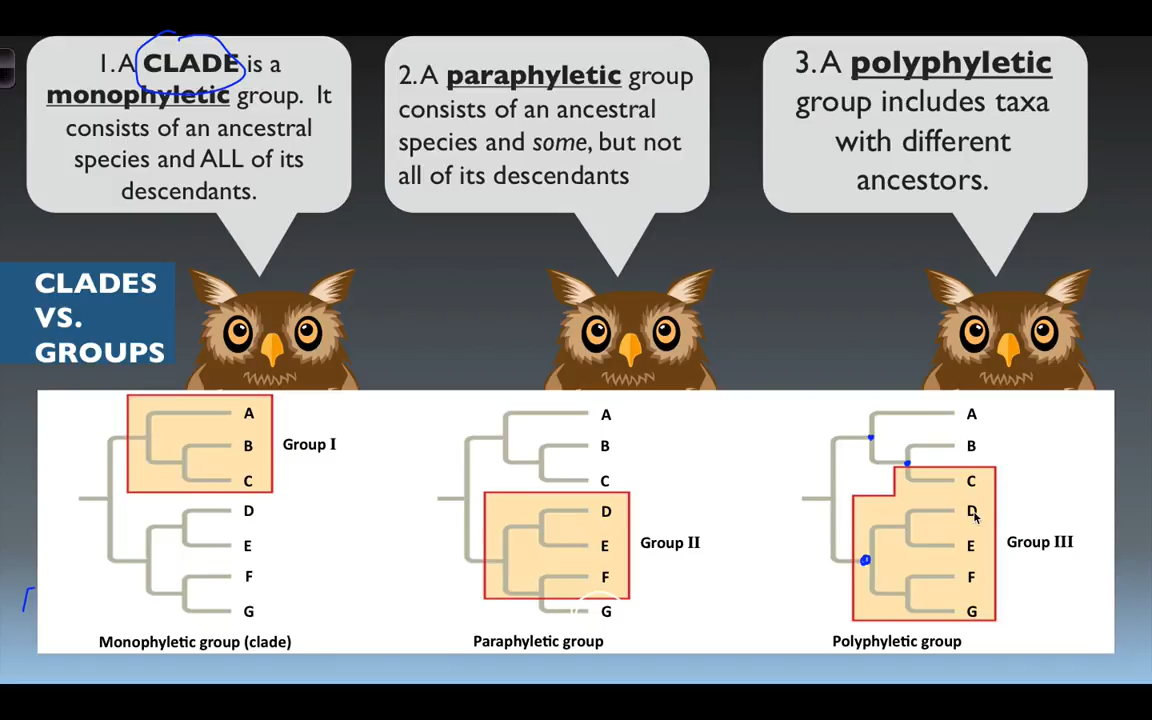 1. A CLADE is a
monophyletic group. It
consists of an ancestral
species and ALL of its
descendants.
2. A paraphyletic group
consists of an ancestral
species and some, but not
all of its descendants
3. A polyphyletic
group includes taxa
with different
ancestors.
CLADES
VS.
GROUPS
A
B
C
D
E
F
G
Group I
Monophyletic group (clade)
A
B
C
D
E
F
G
Group II
Paraphyletic group
A
B
C
D
E
F
G
Group III
Polyphyletic group